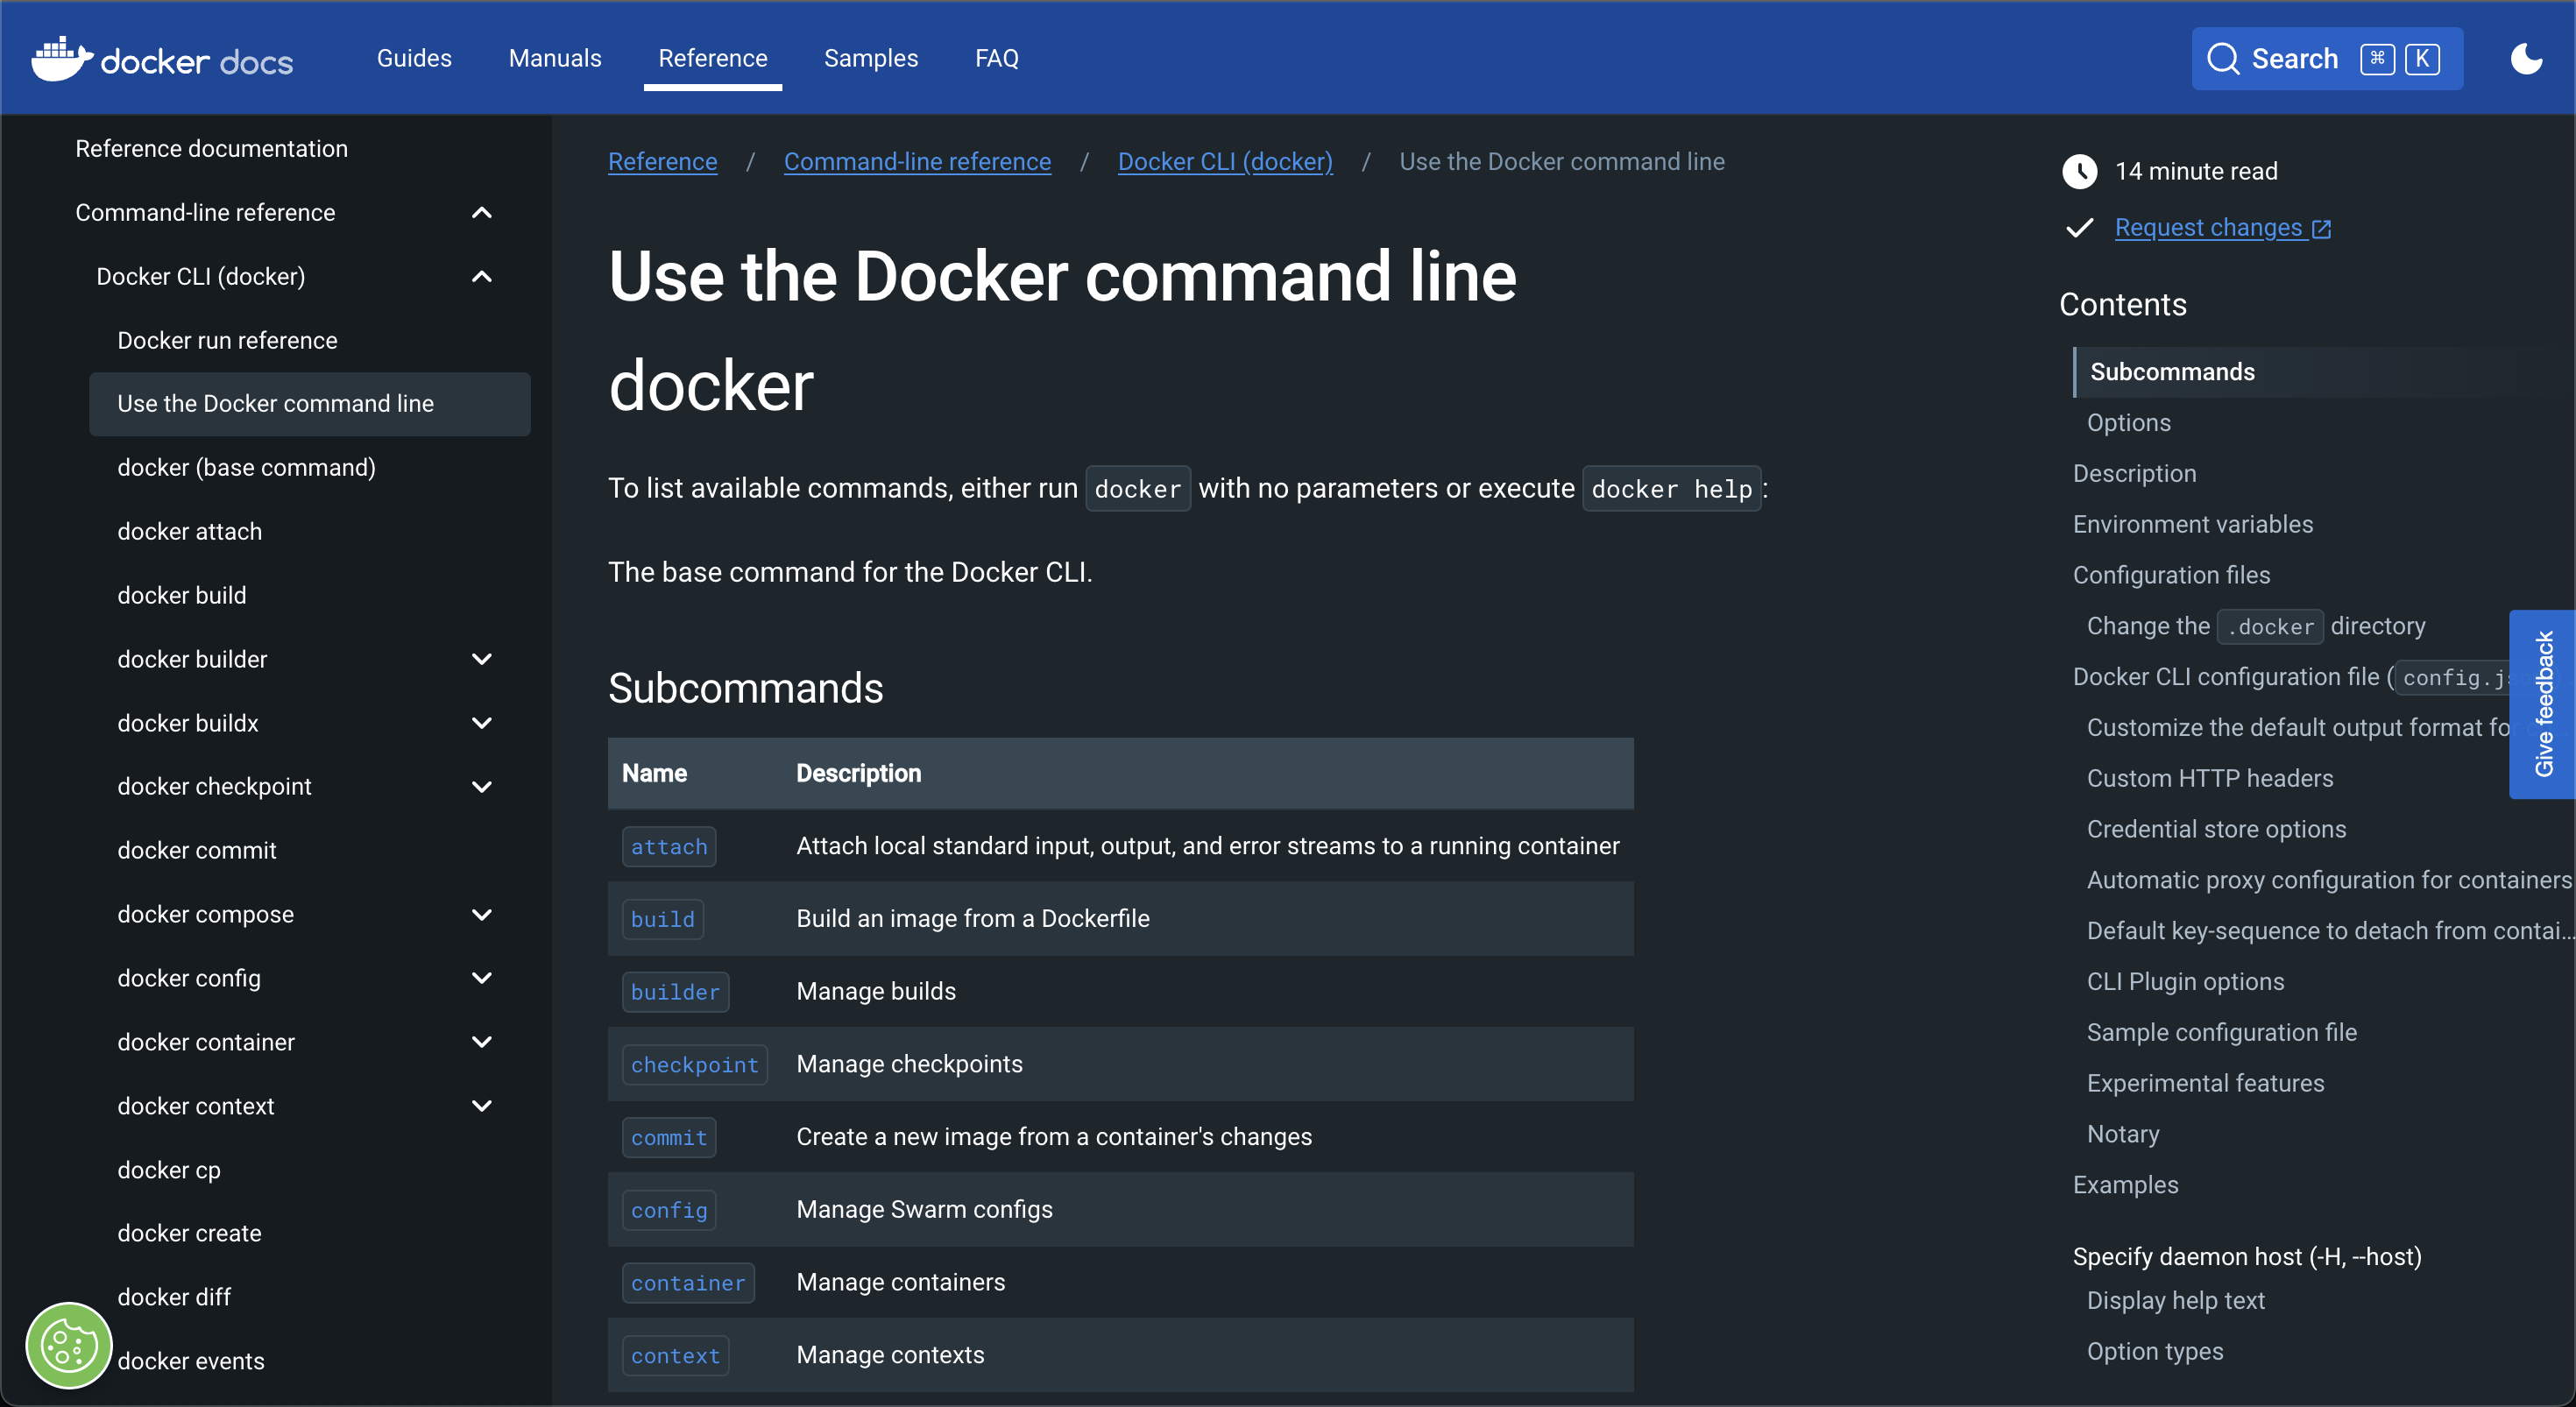 docker docs
Guides
Manuals
Reference
Samples
FAQ
Search ⌘ K
Reference documentation
Command-line reference
Docker CLI (docker)
Docker run reference
Use the Docker command line
docker (base command)
docker attach
docker build
docker builder
docker buildx
docker checkpoint
docker commit
docker compose
docker config
docker container
docker context
docker cp
docker create
docker diff
docker events
Reference / Command-line reference / Docker CLI (docker) / Use the Docker command line
Use the Docker command line
docker
To list available commands, either run docker with no parameters or execute docker help:
The base command for the Docker CLI.
Subcommands
Name Description
attach Attach local standard input, output, and error streams to a running container
build Build an image from a Dockerfile
builder Manage builds
checkpoint Manage checkpoints
commit Create a new image from a container's changes
config Manage Swarm configs
container Manage containers
context Manage contexts
14 minute read
Request changes
Contents
Subcommands
Options
Description
Environment variables
Configuration files
Change the .docker directory
Docker CLI configuration file (config.js
Customize the default output format fo
Custom HTTP headers
Credential store options
Automatic proxy configuration for containers
Default key-sequence to detach from contai...
CLI Plugin options
Sample configuration file
Experimental features
Notary
Examples
Specify daemon host (-H, --host)
Display help text
Option types
Give feedback